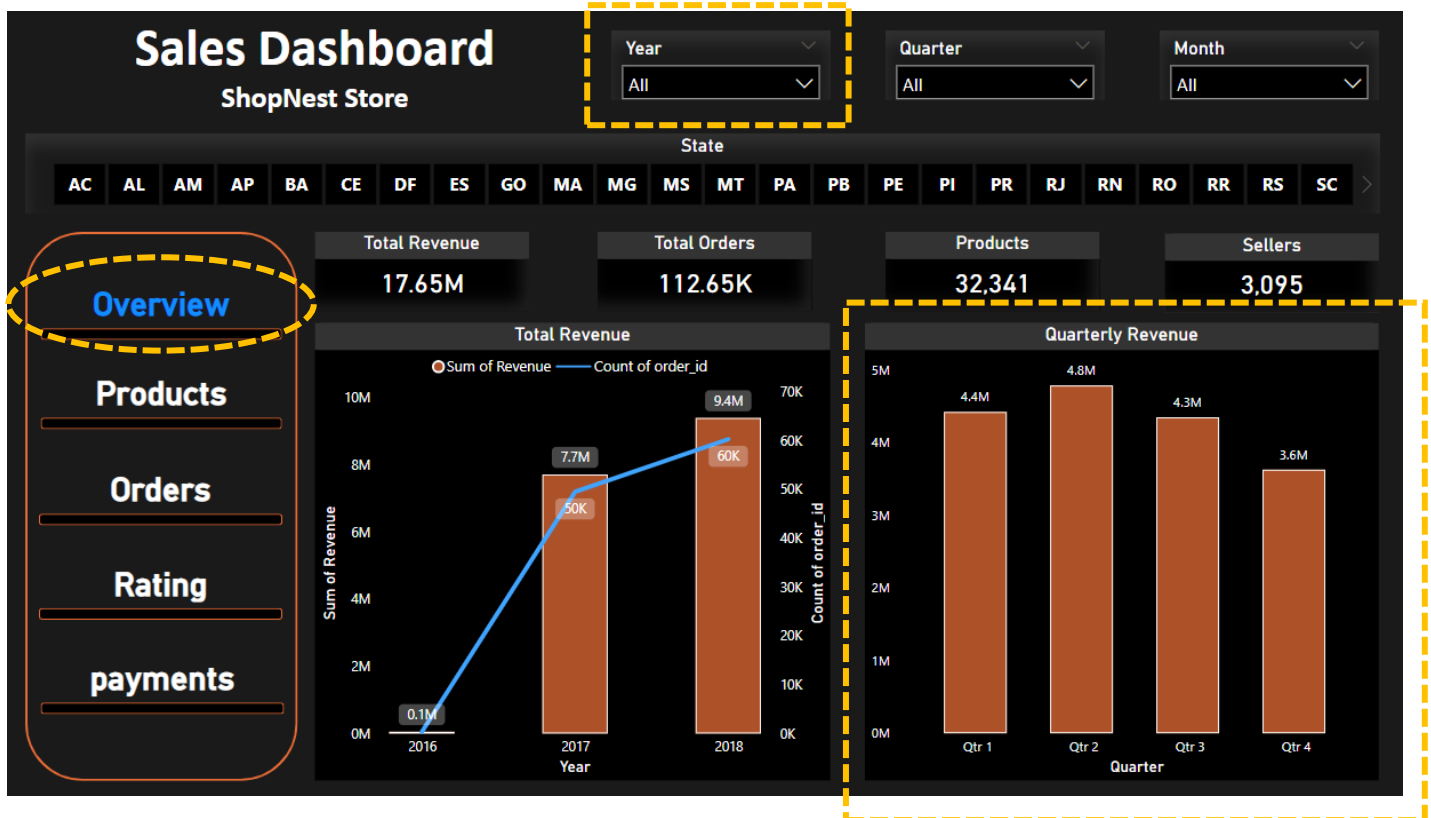 Sales Dashboard
ShopNest Store
Year
All
Quarter
All
Month
All
State
AC AL AM AP BA CE DF ES GO MA MG MS MT PA PB PE PI PR RJ RN RO RR RS SC
Overview
Products
Orders
Rating
payments
Total Revenue
17.65M
Total Orders
112.65K
Products
32,341
Sellers
3,095
Total Revenue
Sum of Revenue Count of order_id
Sum of Revenue
10M
8M
6M
4M
2M
0M
0.1M
7.7M
50K
9.4M
60K
70K
60K
50K
40K
30K
20K
10K
0K
Count of order_id
2016 2017 2018
Year
Quarterly Revenue
5M
4M
3M
2M
1M
0M
4.4M
4.8M
4.3M
3.6M
Qtr 1 Qtr 2 Qtr 3 Qtr 4
Quarter